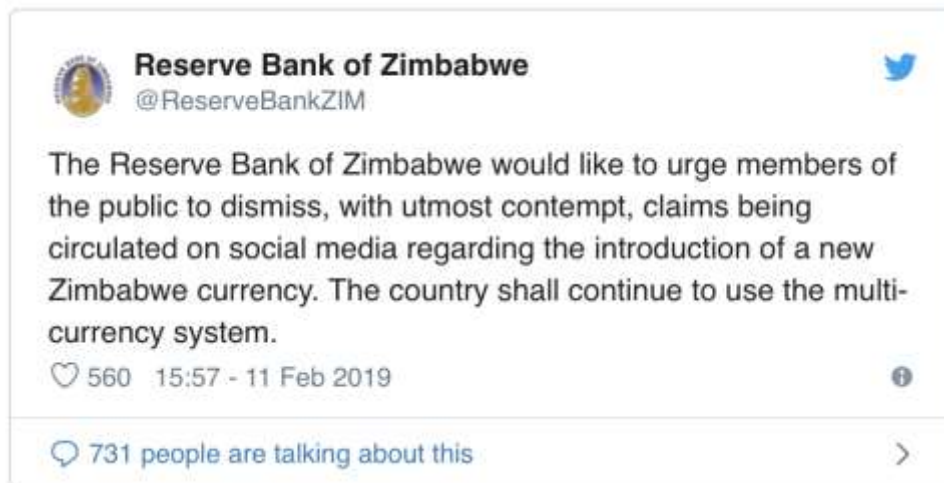 Reserve Bank of Zimbabwe
@ReserveBankZIM
The Reserve Bank of Zimbabwe would like to urge members of
the public to dismiss, with utmost contempt, claims being
circulated on social media regarding the introduction of a new
Zimbabwe currency. The country shall continue to use the multi-
currency system.
560 15:57 - 11 Feb 2019
731 people are talking about this